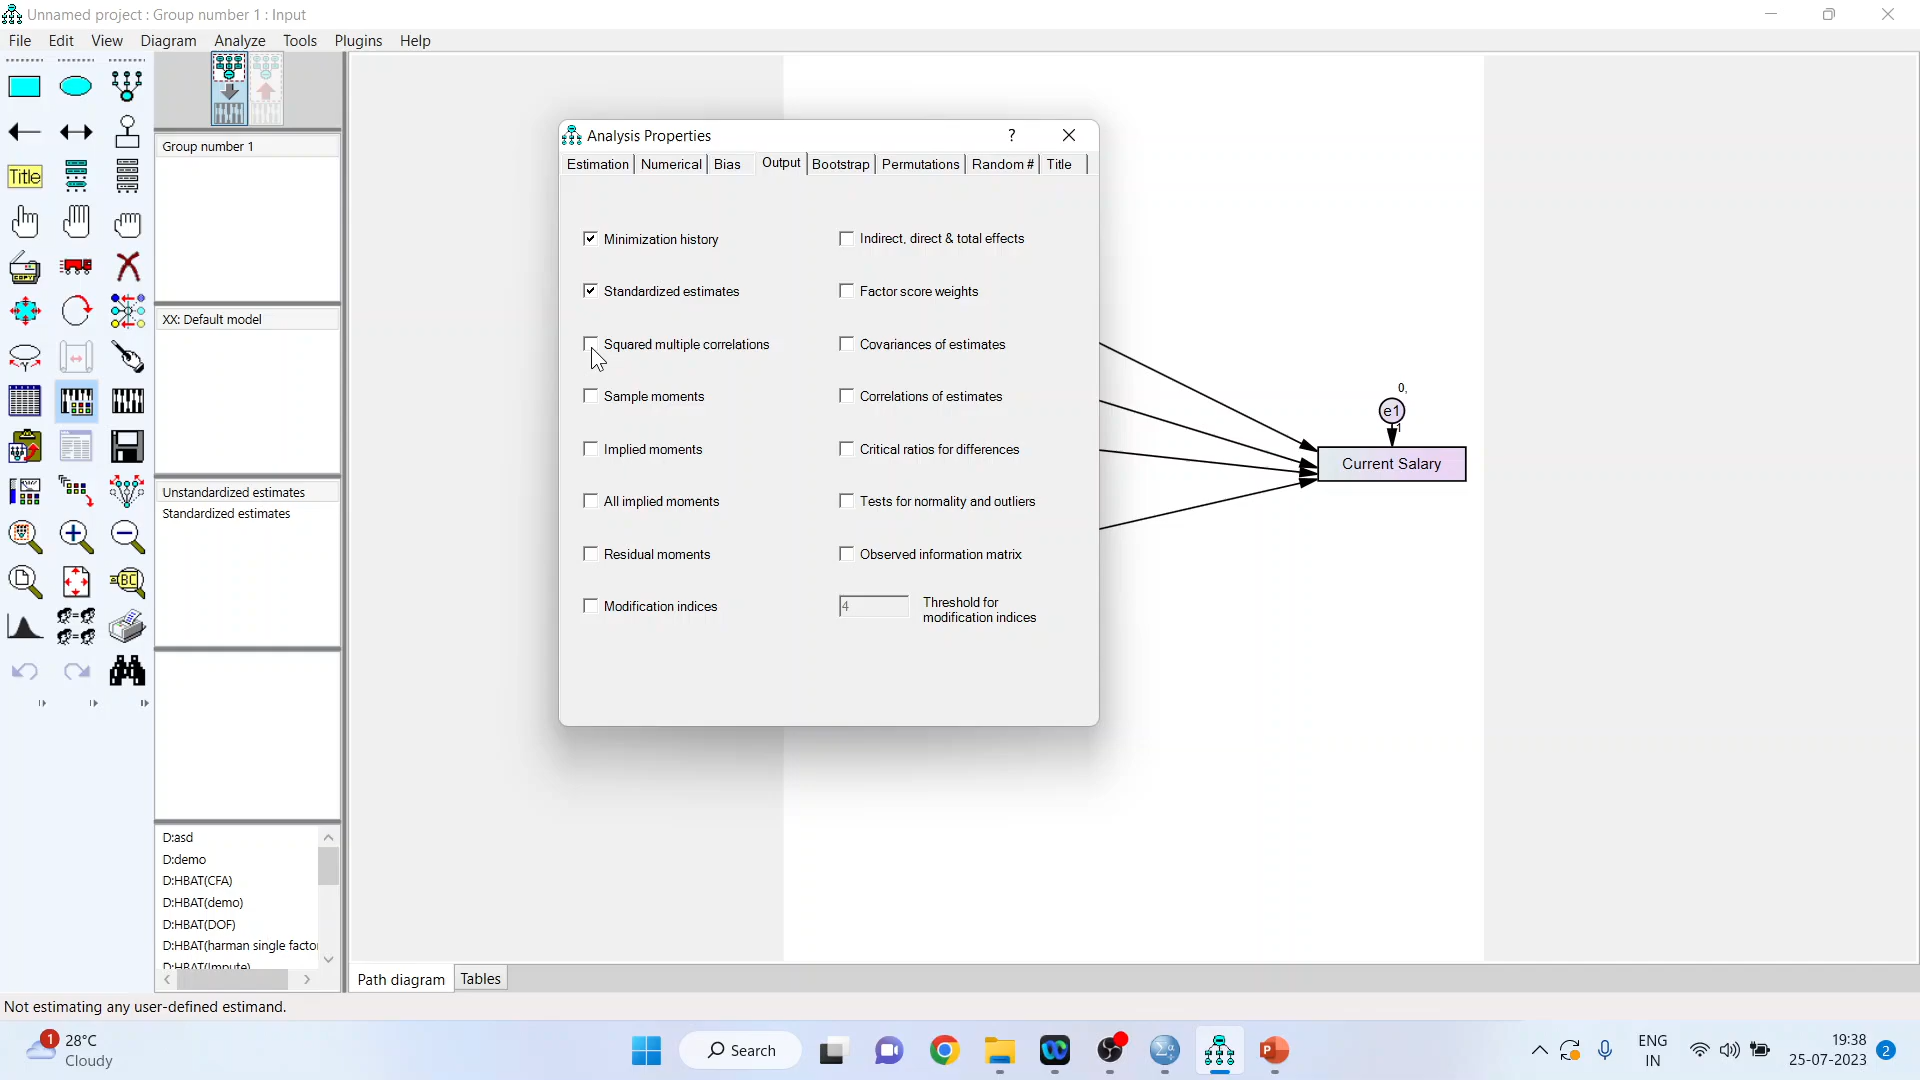 Unnamed project : Group number 1 : Input
File Edit View Diagram Analyze Tools Plugins Help
Title
Group number 1
XX: Default model
Unstandardized estimates
Standardized estimates
D:asd
D:demo
D:HBAT(CFA)
D:HBAT(demo)
D:HBAT(DOF)
D:HBAT(harman single facto
D:HBAT(Impute)
Analysis Properties ?
Estimation Numerical Bias Output Bootstrap Permutations Random # Title
Minimization history
Indirect, direct & total effects
Standardized estimates
Factor score weights
Squared multiple correlations
Covariances of estimates
Sample moments
Correlations of estimates
Implied moments
Critical ratios for differences
All implied moments
Tests for normality and outliers
Residual moments
Observed information matrix
Modification indices
4
Threshold for
modification indices
0,
e1
1
Current Salary
Path diagram Tables
Not estimating any user-defined estimand.
1
28°C
Cloudy
Search
ENG
IN
19:38
25-07-2023
2